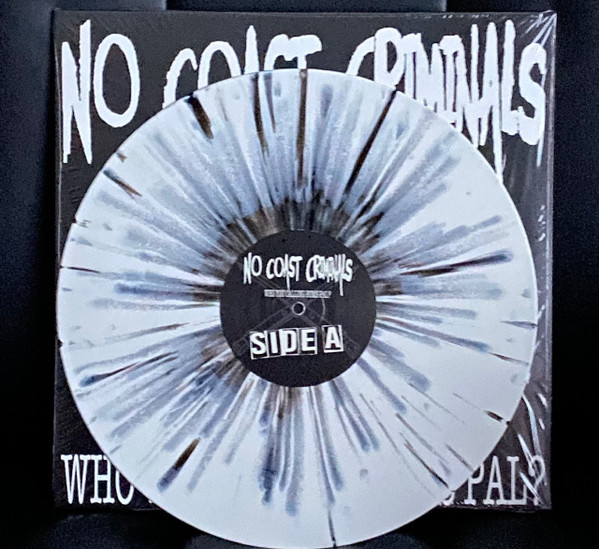 NO COAST CRIMINALS
NO COAST CRIMINALS
SIDE A
WHO PAL?